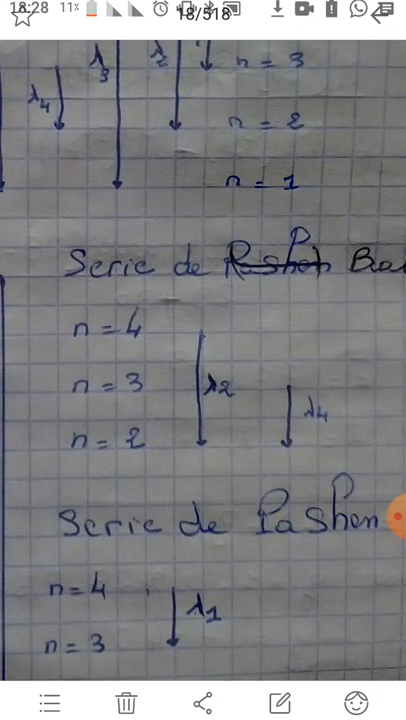 18:28 11%
18/518
λ4 λ3 λ2 n = 3
n = 2
n = 1
Serie de
n = 4
n = 3 λ2
n = 2 λ4
Serie de Pashen
n = 4
n = 3 λ1